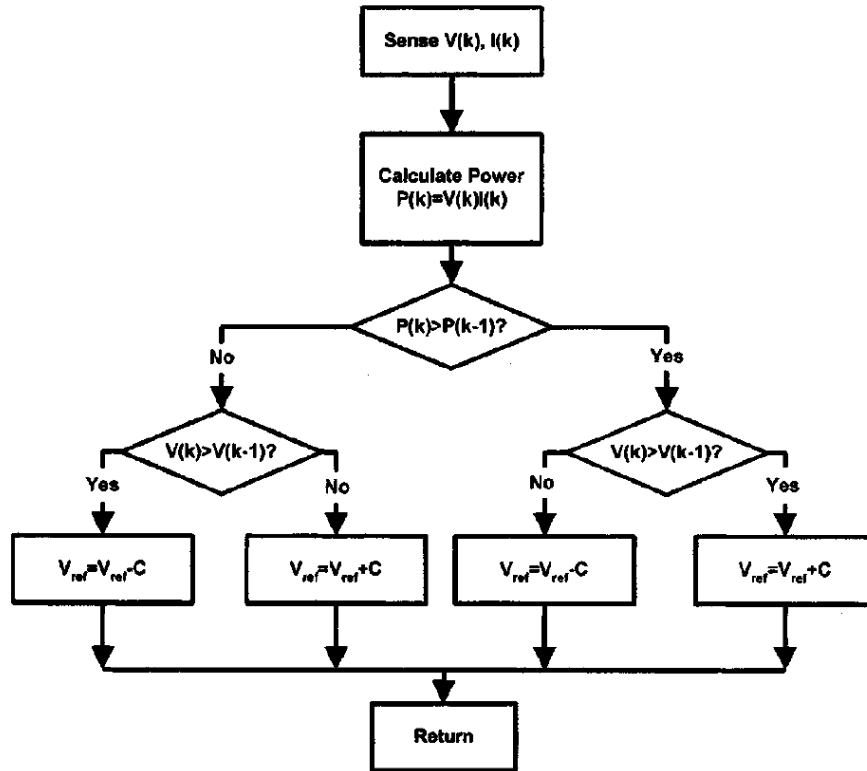 Sense V(k), I(k)
Calculate Power
P(k)=V(k)I(k)
P(k)>P(k-1)?
No
Yes
V(k)>V(k-1)?
V(k)>V(k-1)?
Yes
No
No
Yes
Vref=Vref-C
Vref=Vref+C
Vref=Vref-C
Vref=Vref+C
Return